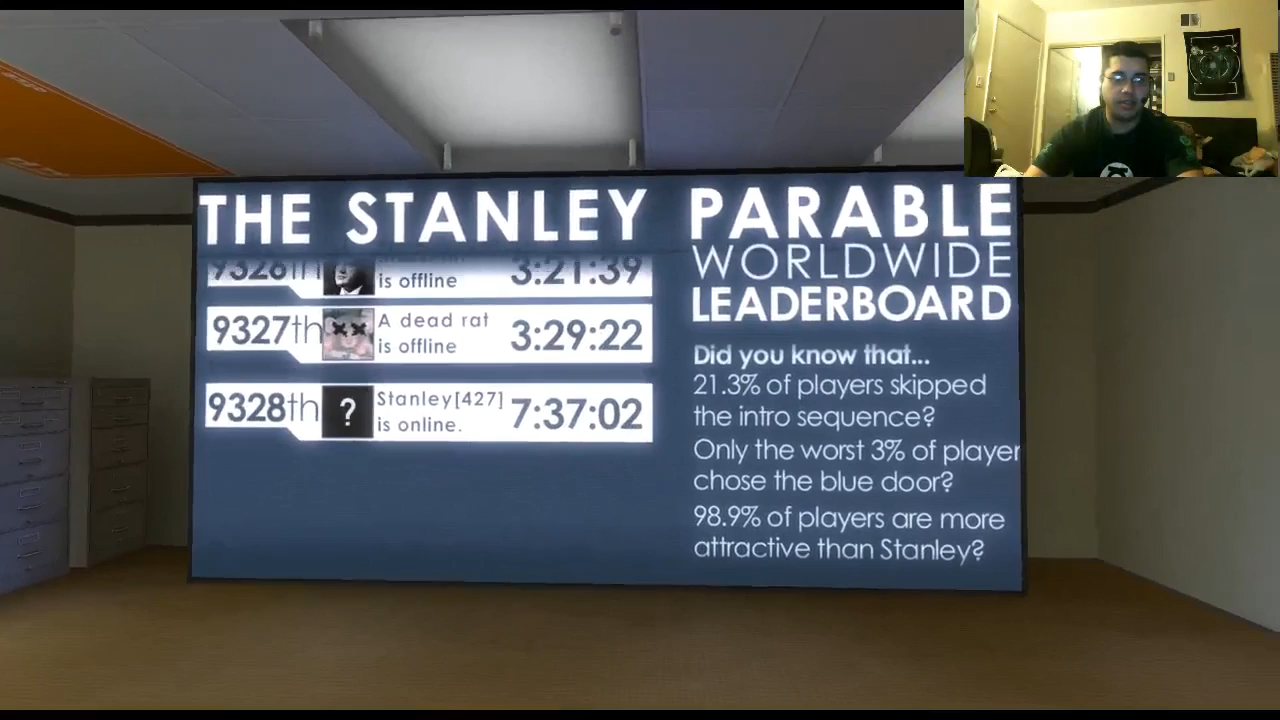 THE STANLEY PARABLE
WORLDWIDE
LEADERBOARD
9326th
is offline
3:21:39
9327th
A dead rat
is offline
3:29:22
9328th
?
Stanley[427]
is online.
7:37:02
Did you know that...
21.3% of players skipped
the intro sequence?
Only the worst 3% of player
chose the blue door?
98.9% of players are more
attractive than Stanley?